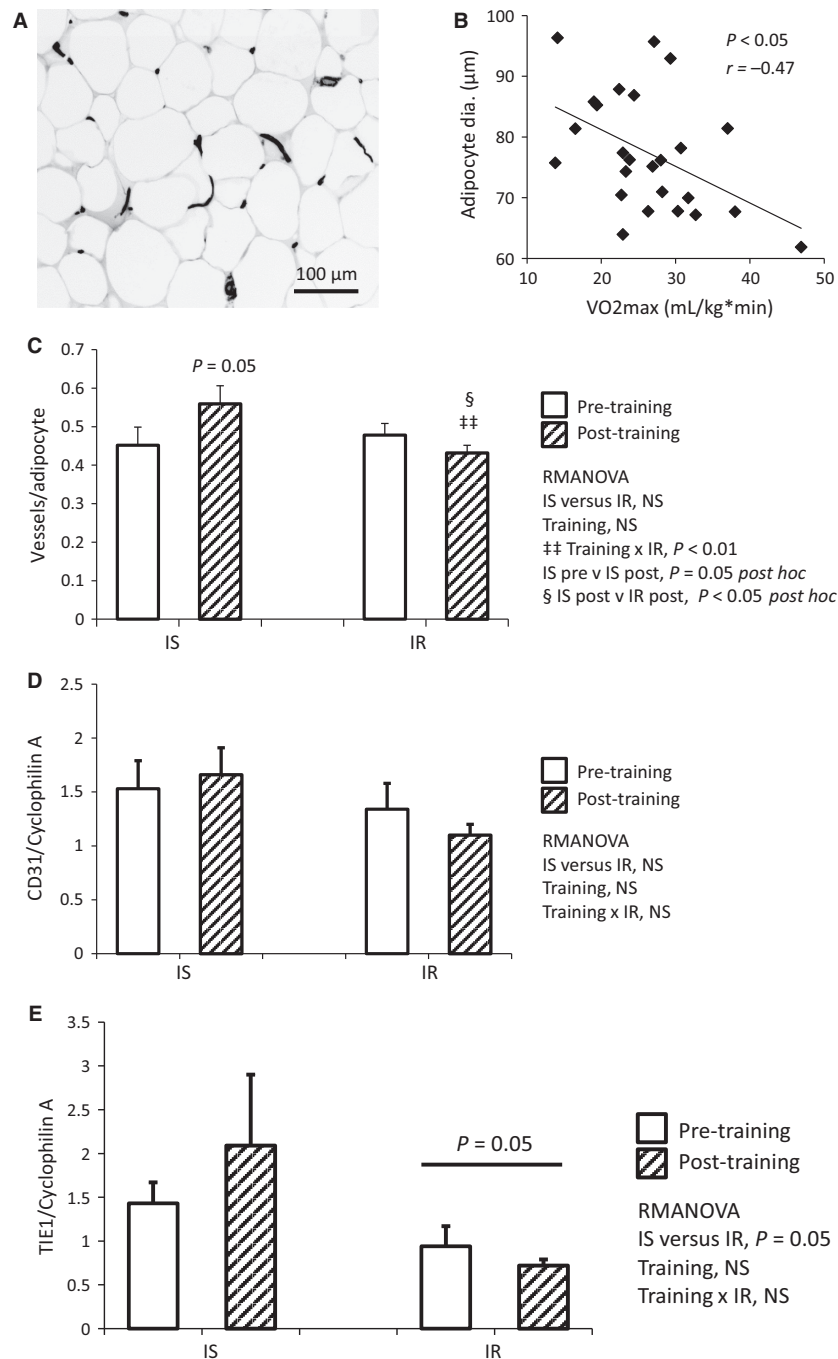 A
100 µm
B
P < 0.05
r = –0.47
Adipocyte dia. (µm)
100
90
80
70
60
10 20 30 40 50
VO2max (mL/kg*min)
C
Vessels/adipocyte
0.7
0.6
0.5
0.4
0.3
0.2
0.1
0
P = 0.05
§
‡‡
IS IR
Pre-training
Post-training
RMANOVA
IS versus IR, NS
Training, NS
‡‡ Training x IR, P < 0.01
IS pre v IS post, P = 0.05 post hoc
§ IS post v IR post, P < 0.05 post hoc
D
CD31/Cyclophilin A
2.5
2
1.5
1
0.5
0
IS IR
Pre-training
Post-training
RMANOVA
IS versus IR, NS
Training, NS
Training x IR, NS
E
TIE1/Cyclophilin A
3.5
3
2.5
2
1.5
1
0.5
0
P = 0.05
IS IR
Pre-training
Post-training
RMANOVA
IS versus IR, P = 0.05
Training, NS
Training x IR, NS